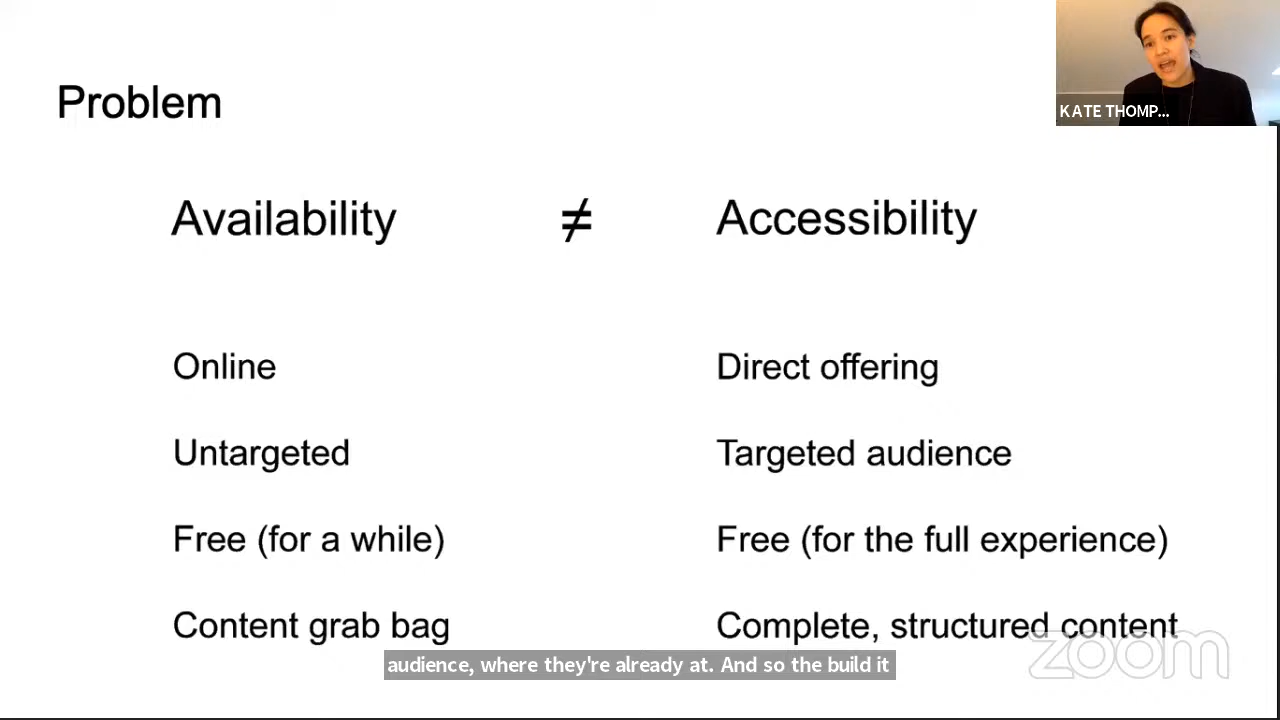 Problem
KATE THOMP...
Availability ≠ Accessibility
Online Direct offering
Untargeted Targeted audience
Free (for a while) Free (for the full experience)
Content grab bag Complete, structured content
audience, where they're already at. And so the build it
zoom